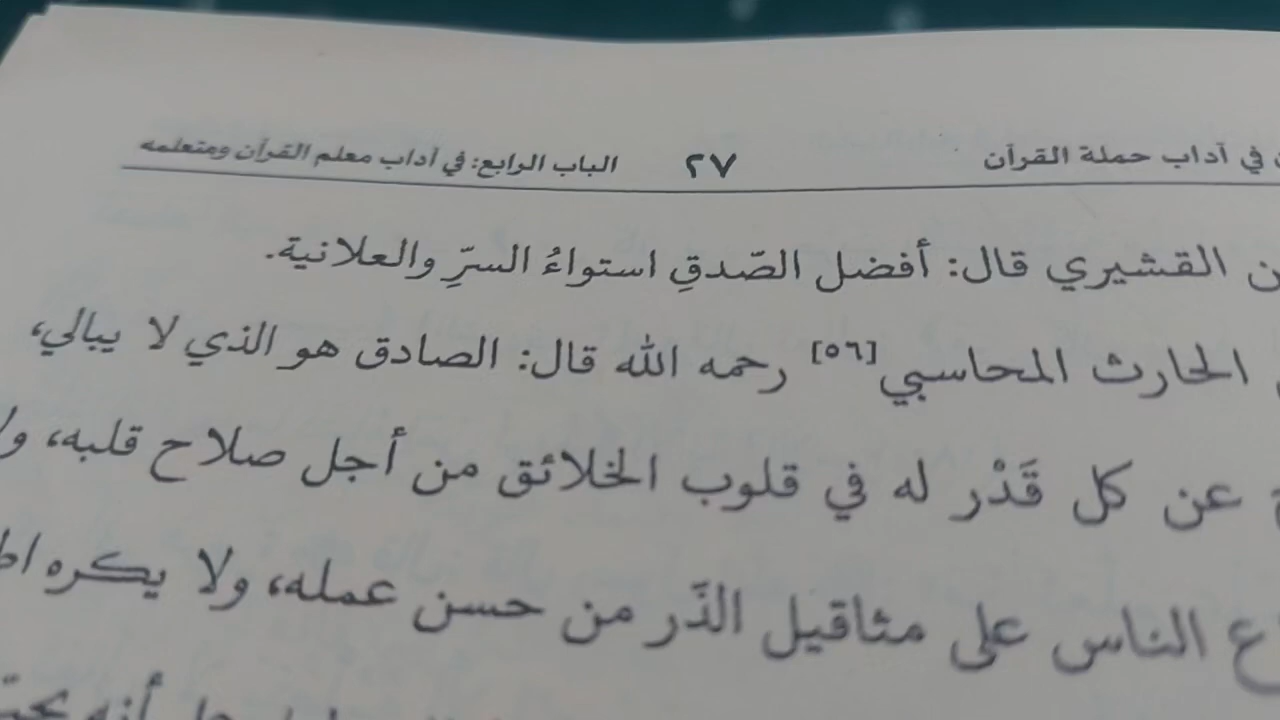 في آداب حملة القرآن ٢٧ الباب الرابع: في آداب معلم القرآن ومتعلمه
القشيري قال: أفضل الصّدقِ استواءُ السرِّ والعلانية.
الحارث المحاسبي[٥٦] رحمه الله قال: الصادق هو الذي لا يبالي،
عن كل قَدْر له في قلوب الخلائق من أجل صلاح قلبه،
الناس على مثاقيل الذَّر من حسن عمله، ولا يكره
أنه